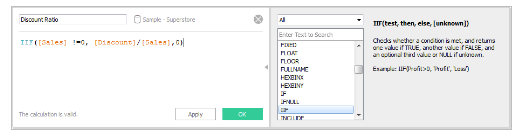 Discount Ratio
Sample - Superstore
IIF([Sales] !=0, [Discount]/[Sales],0)
The calculation is valid
Apply
OK
All
Enter Text to Search
FIXED
FLOAT
FLOOR
FULLNAME
HEXBINX
HEXBINY
IF
IFNULL
IIF
INCLUDE
IIF(test, then, else, [unknown])
Checks whether a condition is met, and returns
one value if TRUE, another value if FALSE, and
an optional third value or NULL if unknown.
Example: IIF(Profit>0, 'Profit', 'Loss')